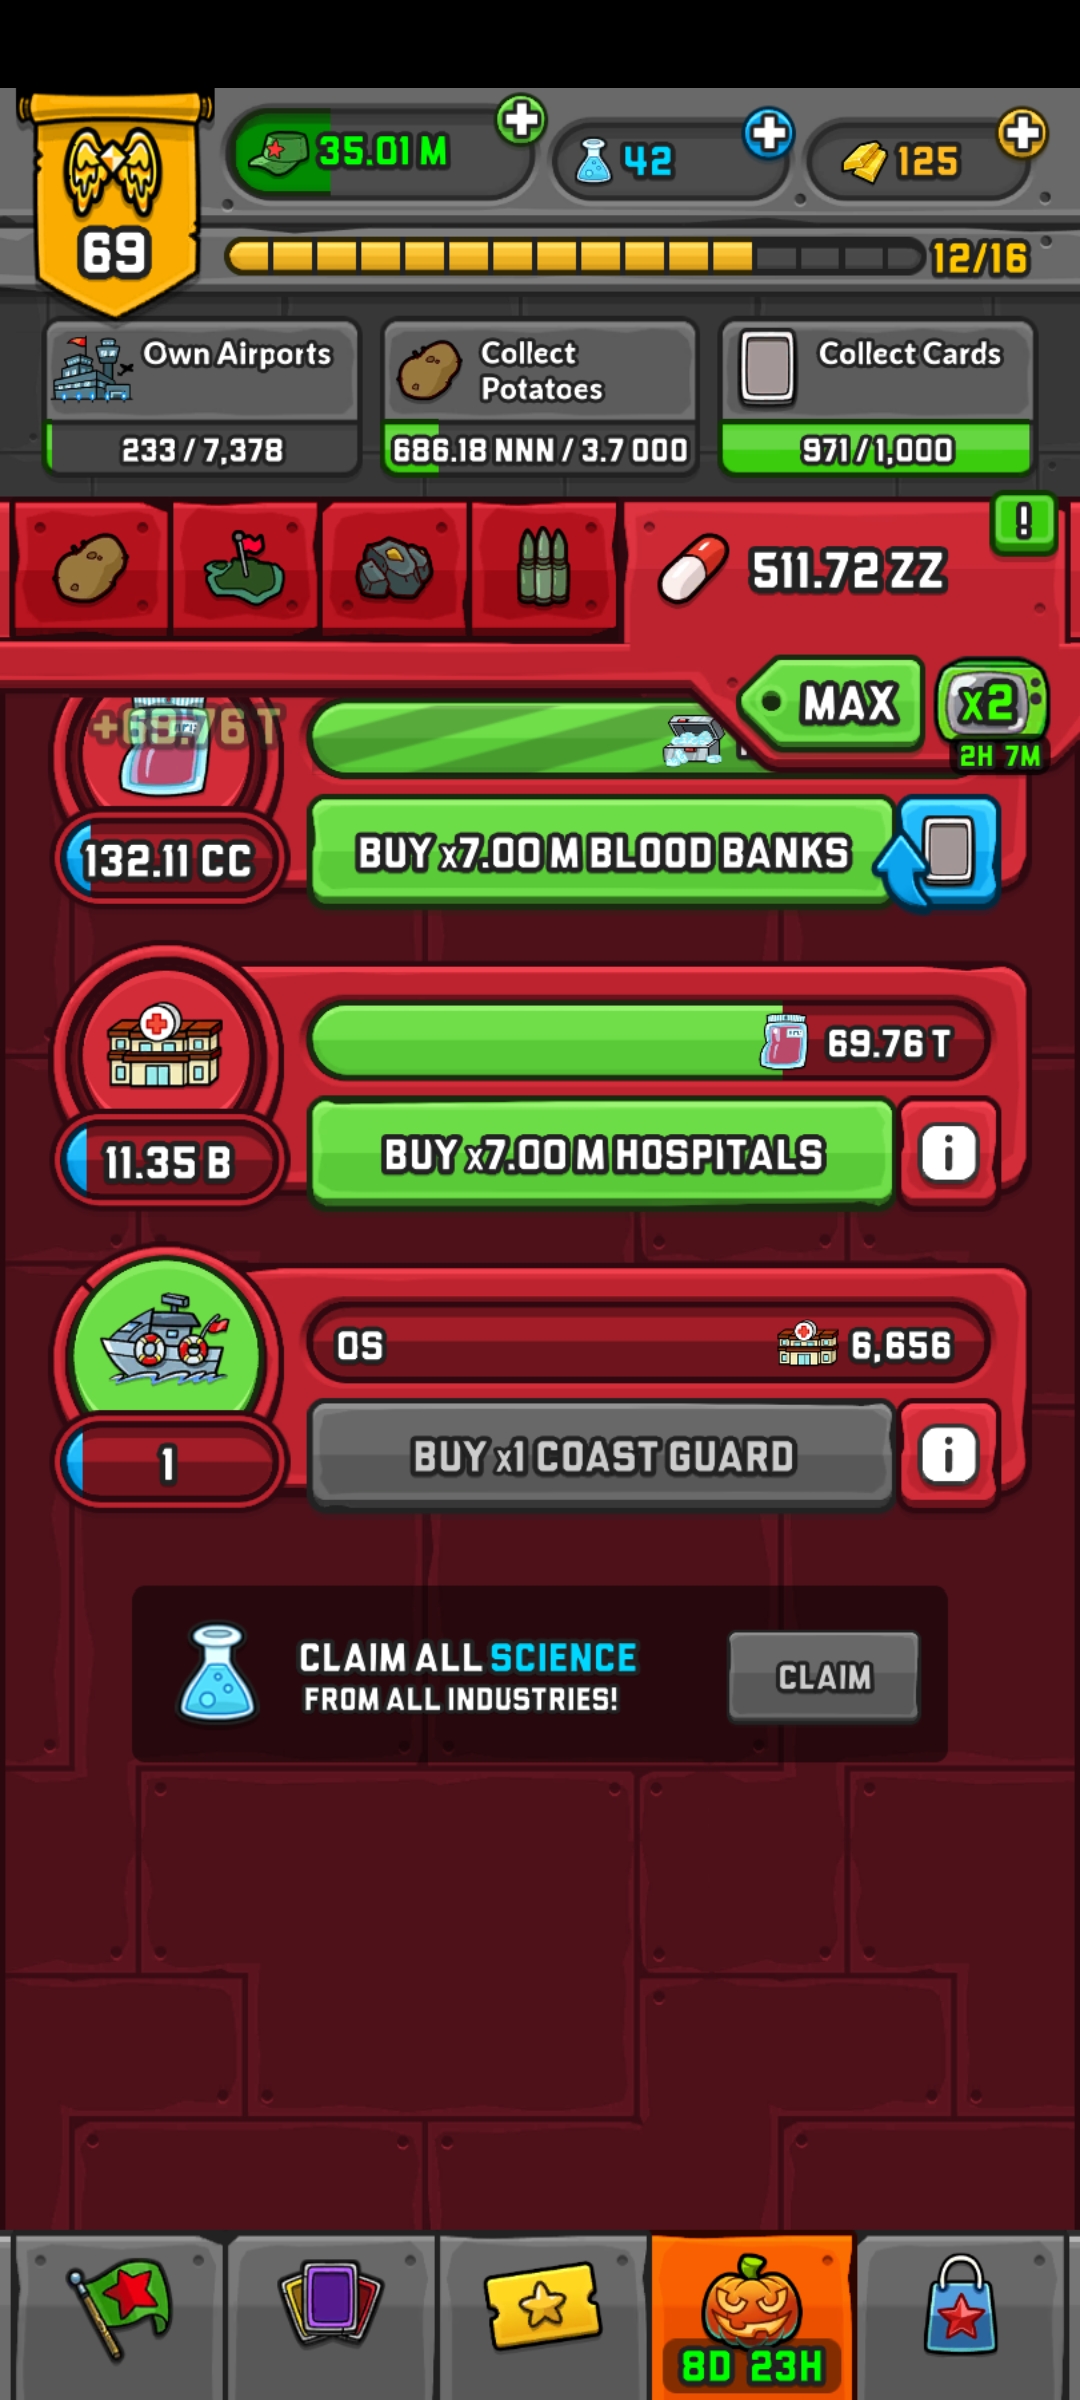 35.01 M
42
125
69
12/16
Own Airports
Collect
Potatoes
Collect Cards
233 / 7,378
686.18 NNN / 3.7 OOO
971 / 1,000
!
511.72 ZZ
MAX
x2
2H 7M
+69.76 T
132.11 CC
BUY x7.00 M BLOOD BANKS
69.76 T
11.35 B
BUY x7.00 M HOSPITALS
i
0S
6,656
1
BUY x1 COAST GUARD
i
CLAIM ALL SCIENCE
FROM ALL INDUSTRIES!
CLAIM
8D 23H